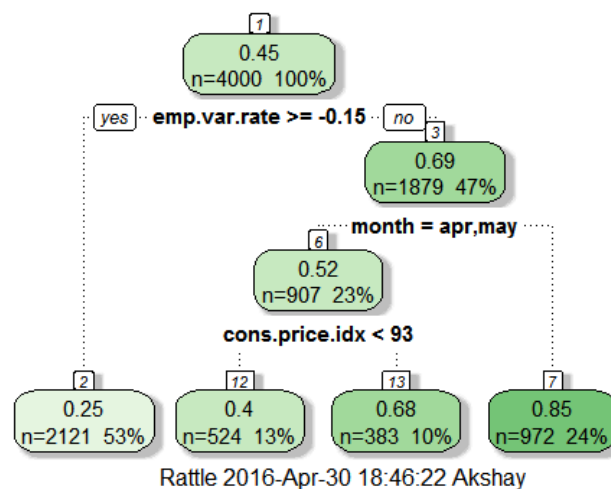 1
0.45
n=4000 100%
yes emp.var.rate >= -0.15 no
3
0.69
n=1879 47%
month = apr,may
6
0.52
n=907 23%
cons.price.idx < 93
2 12 13 7
0.25 0.4 0.68 0.85
n=2121 53% n=524 13% n=383 10% n=972 24%
Rattle 2016-Apr-30 18:46:22 Akshay